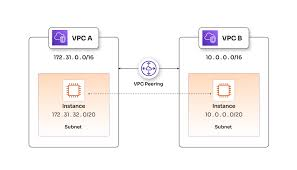 VPC A
172.31.0.0/16
Instance
172.31.32.0/20
Subnet
VPC Peering
VPC B
10.0.0.0/16
Instance
10.0.0.0/20
Subnet